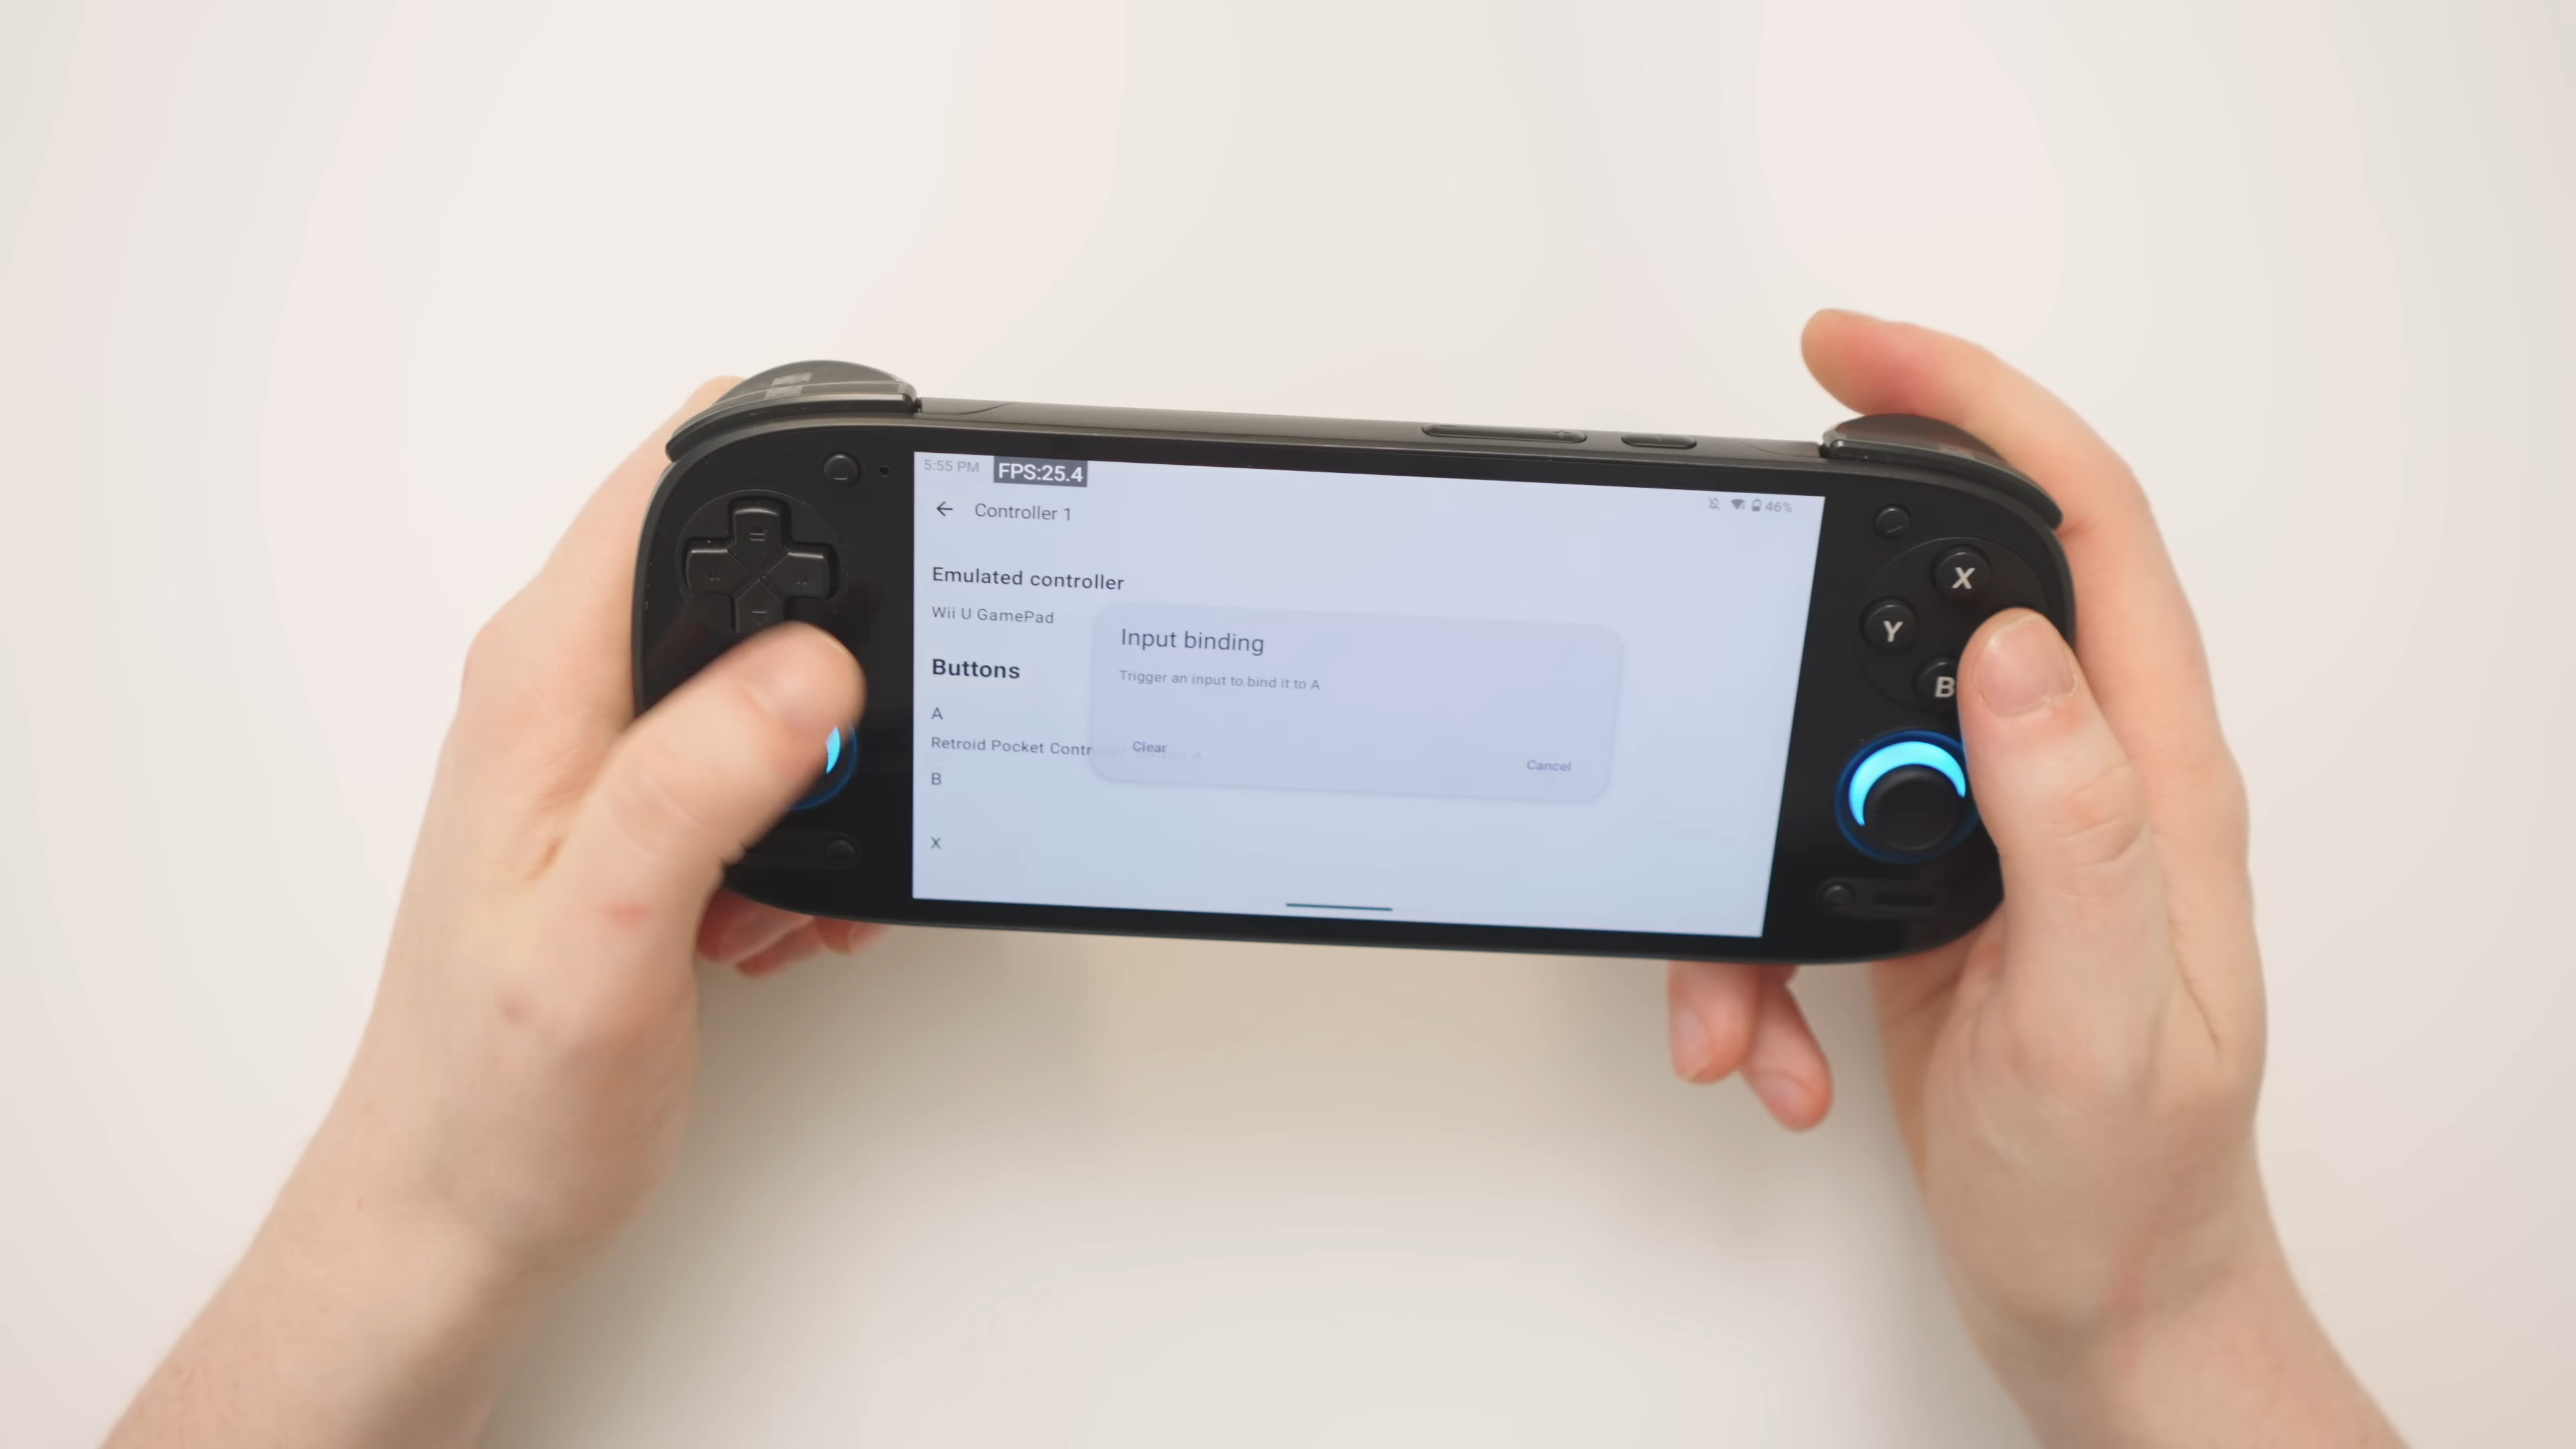 5:55 PM FPS:25.4
46%
← Controller 1
Emulated controller
Wii U GamePad
Input binding
Trigger an input to bind it to A
Clear
Cancel
Buttons
A
Retroid Pocket Contr
B
X
X
Y
B